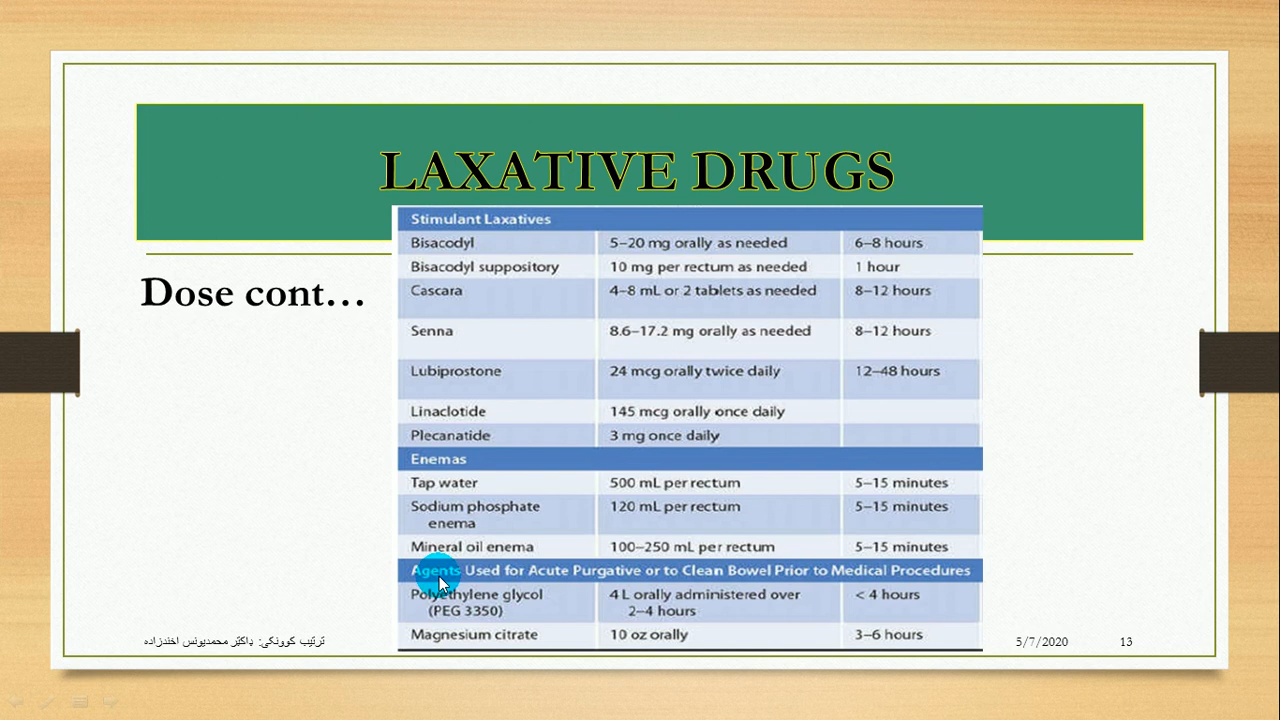 LAXATIVE DRUGS
Dose cont…
Stimulant Laxatives
Bisacodyl 5–20 mg orally as needed 6–8 hours
Bisacodyl suppository 10 mg per rectum as needed 1 hour
Cascara 4–8 mL or 2 tablets as needed 8–12 hours
Senna 8.6–17.2 mg orally as needed 8–12 hours
Lubiprostone 24 mcg orally twice daily 12–48 hours
Linaclotide 145 mcg orally once daily
Plecanatide 3 mg once daily
Enemas
Tap water 500 mL per rectum 5–15 minutes
Sodium phosphate 120 mL per rectum 5–15 minutes
enema
Mineral oil enema 100–250 mL per rectum 5–15 minutes
Agents Used for Acute Purgative or to Clean Bowel Prior to Medical Procedures
Polyethylene glycol 4 L orally administered over < 4 hours
(PEG 3350) 2–4 hours
Magnesium citrate 10 oz orally 3–6 hours
ترتیب کوونکی: ډاکټر محمدیونس اخندزاده 5/7/2020 13